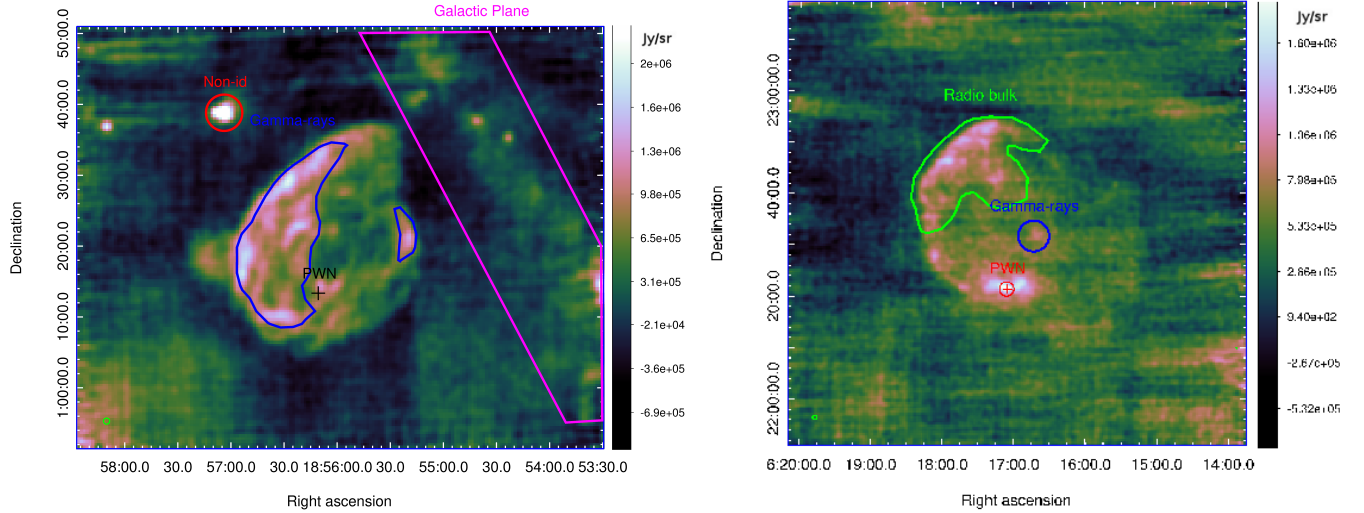 Galactic Plane
Jy/sr
50:00.0
40:00.0
30:00.0
20:00.0
10:00.0
1:00:00.0
Declination
Non-id
Gamma-rays
PWN
2e+06
1.6e+06
1.3e+06
9.8e+05
6.5e+05
3.1e+05
-2.1e+04
-3.6e+05
-6.9e+05
58:00.0 30.0 57:00.0 30.0 18:56:00.0 30.0 55:00.0 30.0 54:00.0 53:30.0
Right ascension
Jy/sr
23:00:00.0
40:00.0
20:00.0
22:00:00.0
Declination
Radio bulk
Gamma-rays
PWN
1.60e+06
1.33e+06
1.06e+06
7.98e+05
5.33e+05
2.66e+05
9.40e+02
-2.67e+05
-5.32e+05
6:20:00.0 19:00.0 18:00.0 17:00.0 16:00.0 15:00.0 14:00.0
Right ascension